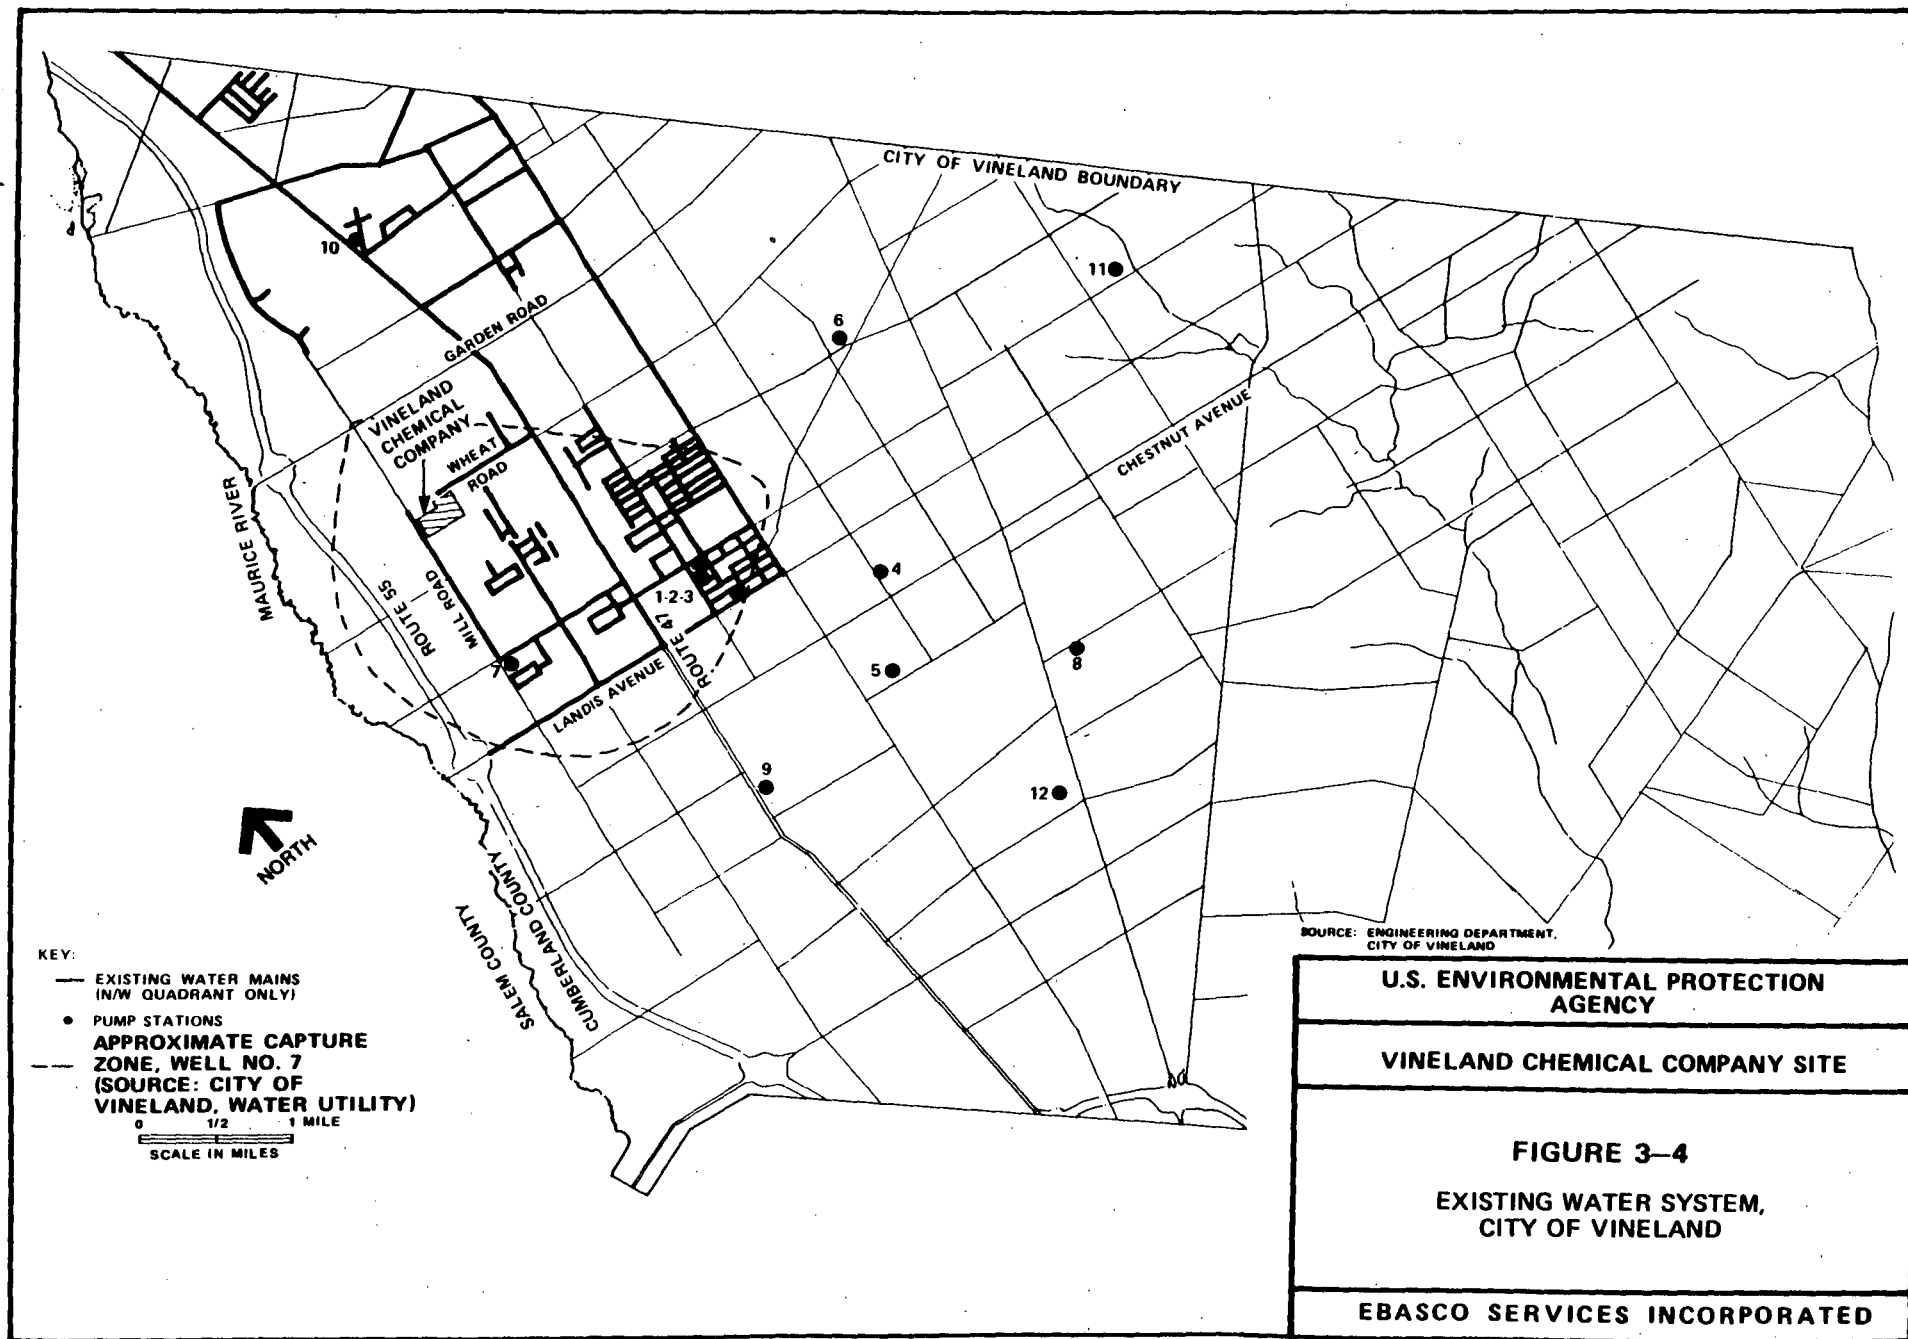 CITY OF VINELAND BOUNDARY
10
11
6
GARDEN ROAD
VINELAND
CHEMICAL
COMPANY
WHEAT
ROAD
CHESTNUT AVENUE
MAURICE RIVER
ROUTE 55
MILL ROAD
1-2-3
4
ROUTE 47
7
5
8
LANDIS AVENUE
9
12
NORTH
SALEM COUNTY
CUMBERLAND COUNTY
KEY:
EXISTING WATER MAINS
(N/W QUADRANT ONLY)
PUMP STATIONS
APPROXIMATE CAPTURE
ZONE, WELL NO. 7
(SOURCE: CITY OF
VINELAND, WATER UTILITY)
0 1/2 1 MILE
SCALE IN MILES
SOURCE: ENGINEERING DEPARTMENT,
CITY OF VINELAND
U.S. ENVIRONMENTAL PROTECTION
AGENCY
VINELAND CHEMICAL COMPANY SITE
FIGURE 3–4
EXISTING WATER SYSTEM,
CITY OF VINELAND
EBASCO SERVICES INCORPORATED